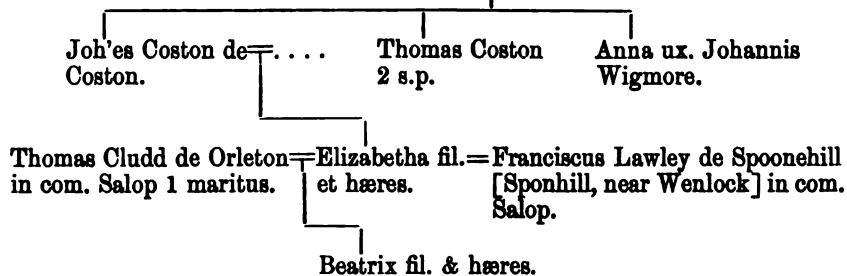 Joh'es Coston de=.... Thomas Coston Anna ux. Johannis
Coston. 2 s.p. Wigmore.
Thomas Cludd de Orleton=Elizabetha fil.=Franciscus Lawley de Spoonehill
in com. Salop 1 maritus. et hæres. [Sponhill, near Wenlock] in com.
Salop.
Beatrix fil. & hæres.